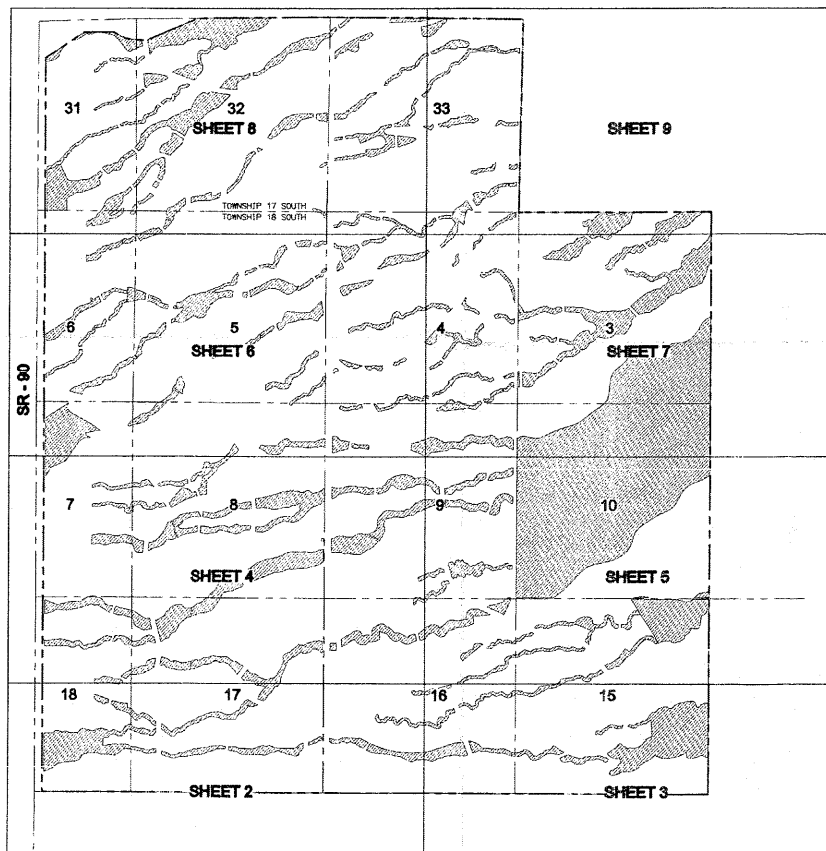 31
32
33
SHEET 8
SHEET 9
TOWNSHIP 17 SOUTH
TOWNSHIP 18 SOUTH
6
5
4
3
SHEET 6
SHEET 7
SR - 90
7
8
9
10
SHEET 4
SHEET 5
18
17
16
15
SHEET 2
SHEET 3